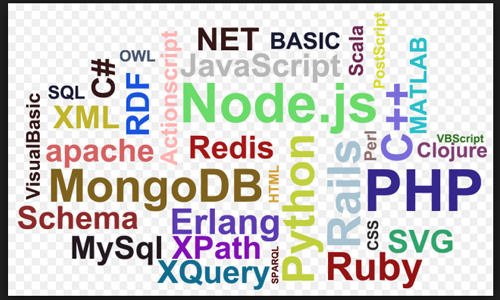 NET
BASIC
Scala
PostScript
OWL
C#
Actionscript
JavaScript
MATLAB
SQL
RDF
VisualBasic
XML
Node.js
C++
apache
Redis
Perl
VBScript
Clojure
MongoDB
HTML
Python
Rails
PHP
Schema
Erlang
CSS
SVG
MySql
XPath
SPARQL
XQuery
Ruby